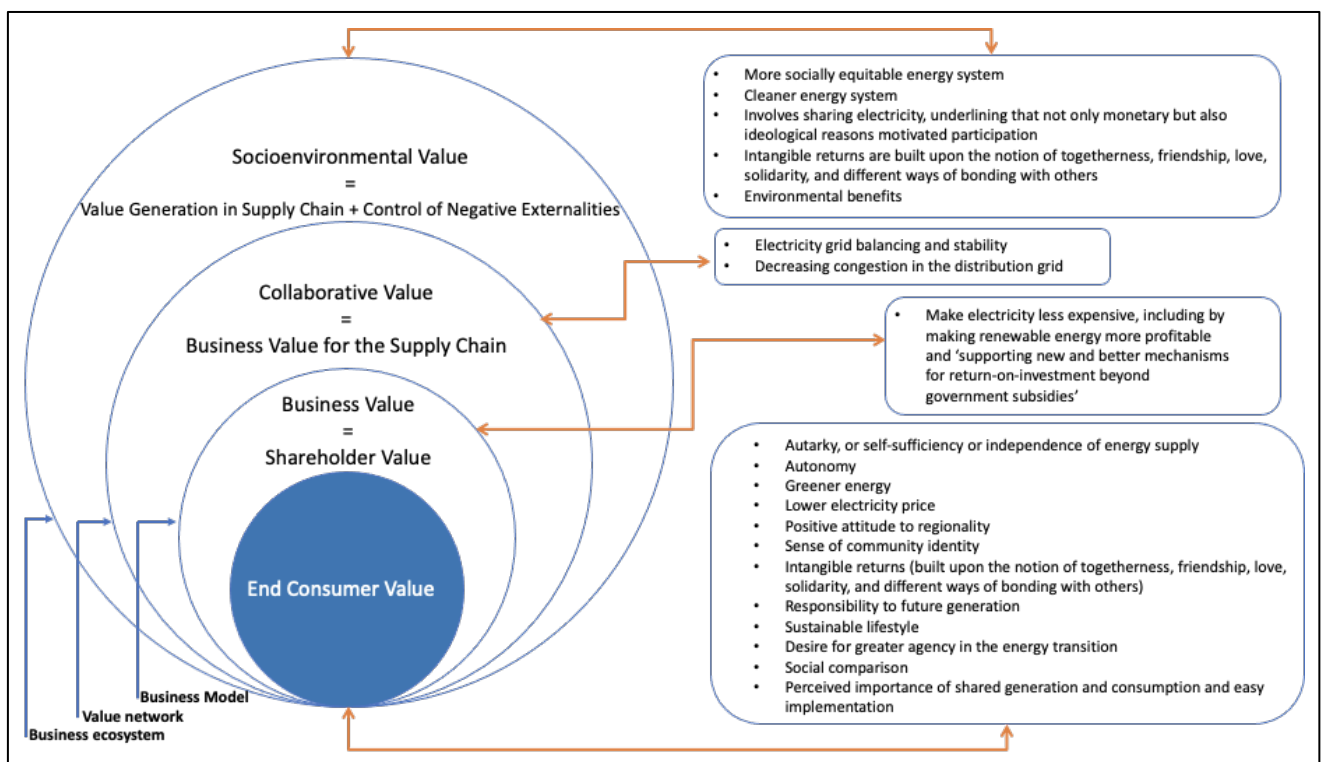 Socioenvironmental Value
=
Value Generation in Supply Chain + Control of Negative Externalities
Collaborative Value
=
Business Value for the Supply Chain
Business Value
=
Shareholder Value
End Consumer Value
Business Model
Value network
Business ecosystem
• More socially equitable energy system
• Cleaner energy system
• Involves sharing electricity, underlining that not only monetary but also
ideological reasons motivated participation
• Intangible returns are built upon the notion of togetherness, friendship, love,
solidarity, and different ways of bonding with others
• Environmental benefits
• Electricity grid balancing and stability
• Decreasing congestion in the distribution grid
• Make electricity less expensive, including by
making renewable energy more profitable
and ‘supporting new and better mechanisms
for return-on-investment beyond
government subsidies’
• Autarky, or self-sufficiency or independence of energy supply
• Autonomy
• Greener energy
• Lower electricity price
• Positive attitude to regionality
• Sense of community identity
• Intangible returns (built upon the notion of togetherness, friendship, love,
solidarity, and different ways of bonding with others)
• Responsibility to future generation
• Sustainable lifestyle
• Desire for greater agency in the energy transition
• Social comparison
• Perceived importance of shared generation and consumption and easy
implementation